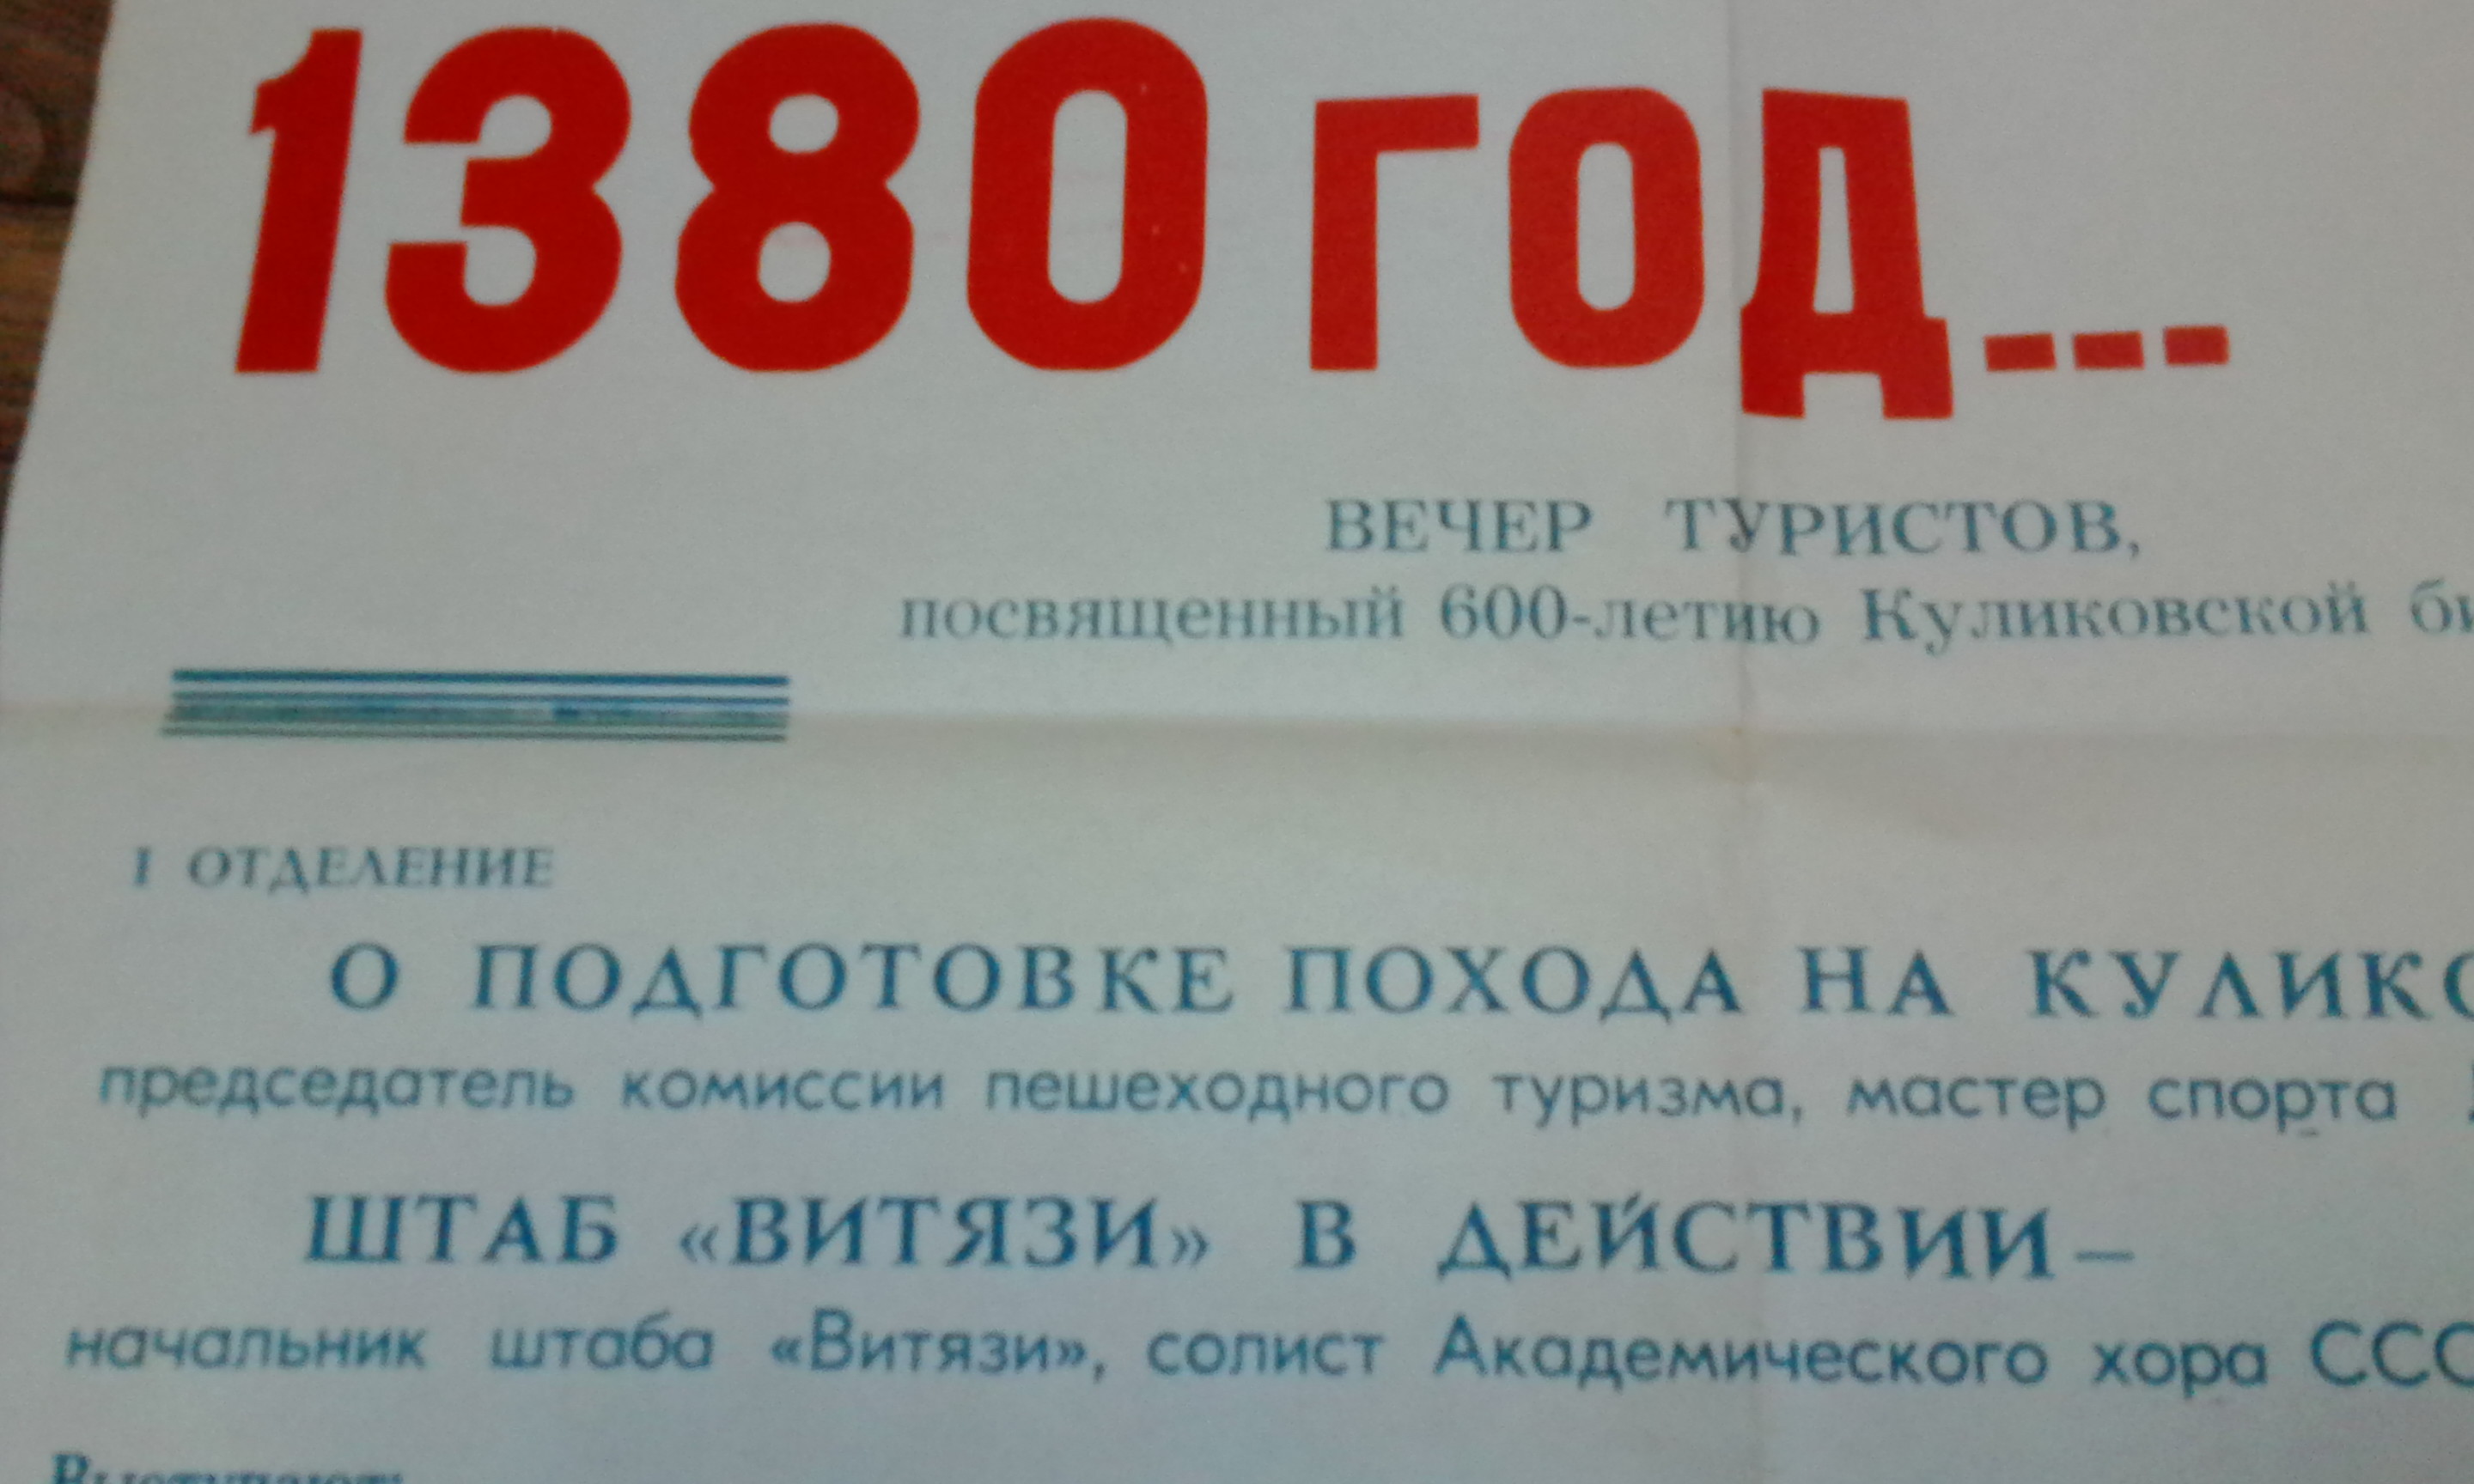 1380 ГОД...
ВЕЧЕР ТУРИСТОВ,
посвященный 600-летию Куликовской
I ОТДЕЛЕНИЕ
О ПОДГОТОВКЕ ПОХОДА НА
председатель комиссии пешеходного туризма, мастер спорта
ШТАБ «ВИТЯЗИ» В ДЕЙСТВИИ —
начальник штаба «Витязи», солист Академического хора